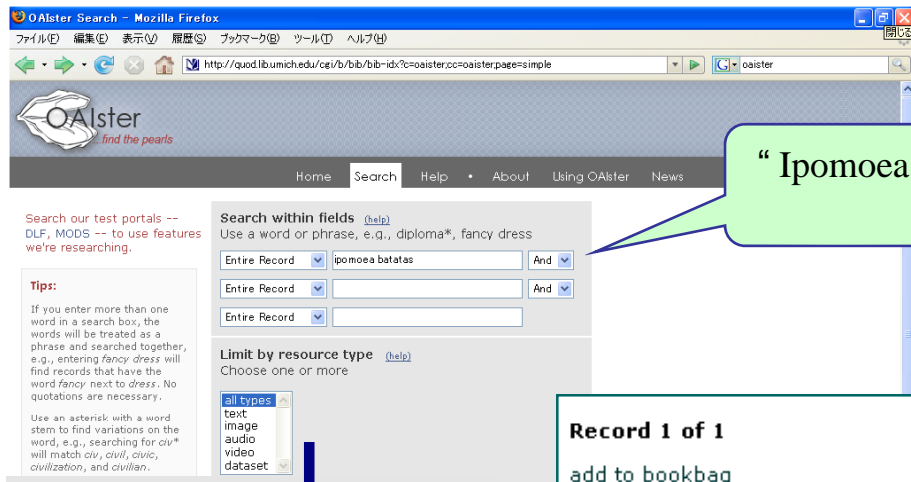 OAIster Search - Mozilla Firefox
ファイル(F) 編集(E) 表示(V) 履歴(S) ブックマーク(B) ツール(T) ヘルプ(H)
閉じる
http://quod.lib.umich.edu/cgi/b/bib/bib-idx?c=oaister;cc=oaister;page=simple
G oaister
OAIster
...find the pearls
Home Search Help • About Using OAIster News
“ Ipomoea
Search our test portals --
DLF, MODS -- to use features
we're researching.
Tips:
If you enter more than one
word in a search box, the
words will be treated as a
phrase and searched together,
e.g., entering fancy dress will
find records that have the
word fancy next to dress. No
quotations are necessary.
Use an asterisk with a word
stem to find variations on the
word, e.g., searching for civ*
will match civ, civil, civic,
civilization, and civilian.
Search within fields (help)
Use a word or phrase, e.g., diploma*, fancy dress
Entire Record ipomoea batatas And
Entire Record And
Entire Record
Limit by resource type (help)
Choose one or more
all types
text
image
audio
video
dataset
Record 1 of 1
add to bookbag